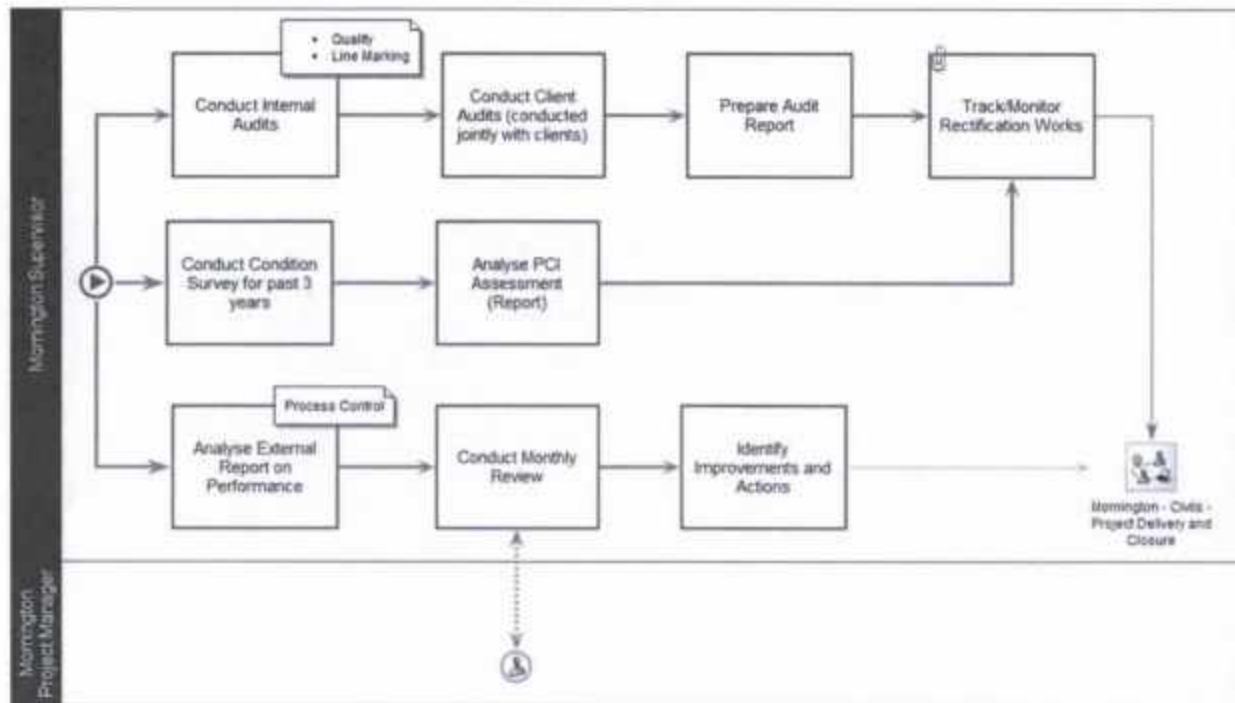 Mornington Supervisor
Mornington
Project Manager
• Quality
• Line Marking
Conduct Internal
Audits
Conduct Client
Audits (conducted
jointly with clients)
Prepare Audit
Report
Track/Monitor
Rectification Works
Conduct Condition
Survey for past 3
years
Analyse PCI
Assessment
(Report)
Process Control
Analyse External
Report on
Performance
Conduct Monthly
Review
Identify
Improvements and
Actions
Mornington - Civils -
Project Delivery and
Closure